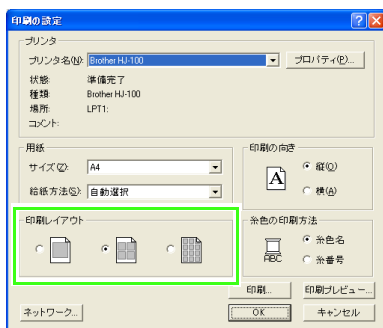 印刷の設定
プリンタ
プリンタ名(N): Brother HJ-100 プロパティ(P)...
状態: 準備完了
種類: Brother HJ-100
場所: LPT1:
コメント:
用紙
サイズ(Z): A4
給紙方法(S): 自動選択
印刷の向き
A
縦(O)
横(A)
印刷レイアウト
糸色の印刷方法
ABC
糸色名
糸番号
印刷... 印刷プレビュー...
ネットワーク... OK キャンセル